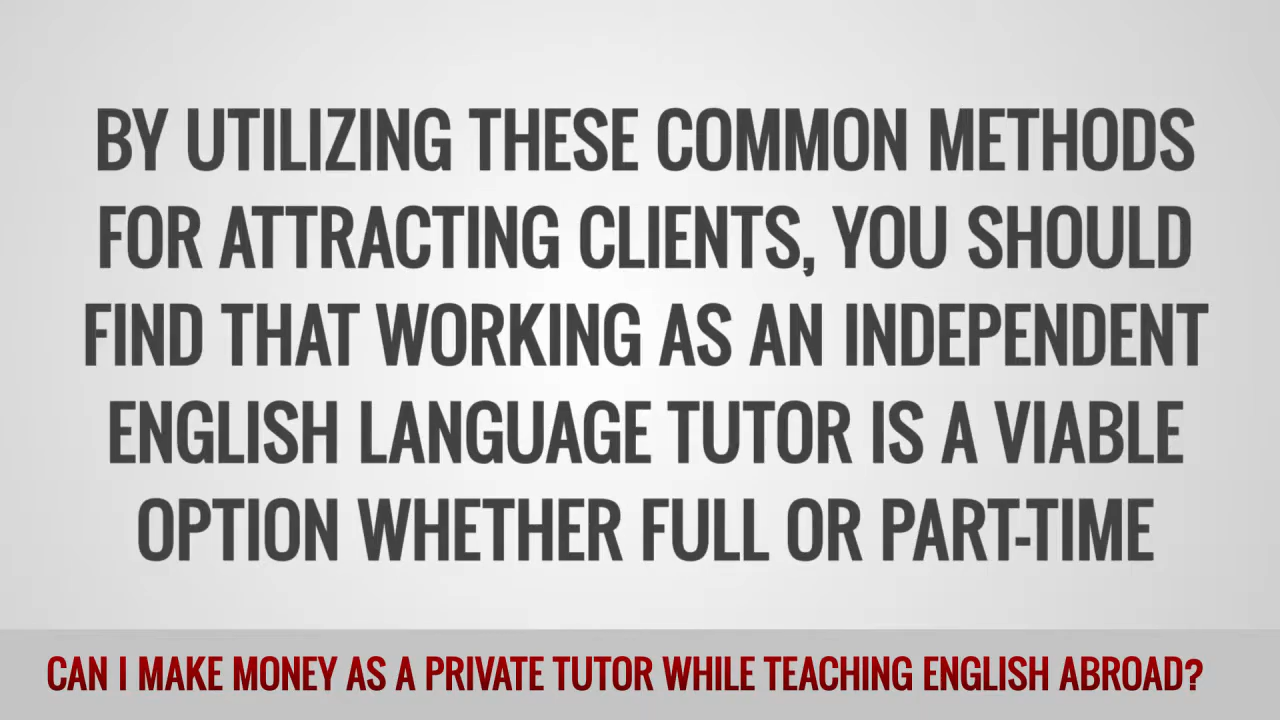 BY UTILIZING THESE COMMON METHODS
FOR ATTRACTING CLIENTS, YOU SHOULD
FIND THAT WORKING AS AN INDEPENDENT
ENGLISH LANGUAGE TUTOR IS A VIABLE
OPTION WHETHER FULL OR PART-TIME
CAN I MAKE MONEY AS A PRIVATE TUTOR WHILE TEACHING ENGLISH ABROAD?